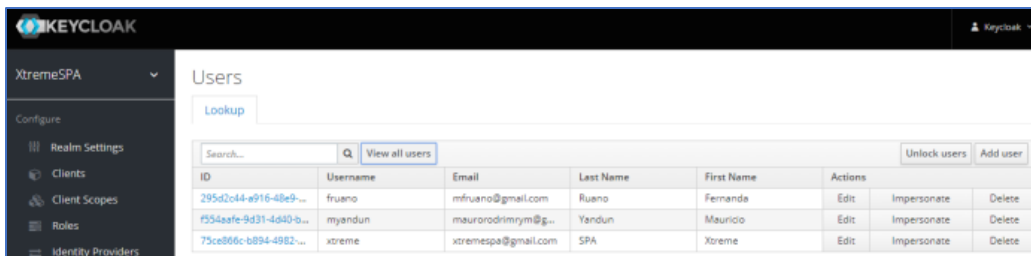 KEYCLOAK
Keycloak
XtremeSPA
Configure
Realm Settings
Clients
Client Scopes
Roles
Identity Providers
Users
Lookup
Search... View all users Unlock users Add user
ID Username Email Last Name First Name Actions
295d2c44-a916-48e9-... fruano mfruano@gmail.com Ruano Fernanda Edit Impersonate Delete
f554aafe-9d31-4d40-b... myandun maurorodrimrym@g... Yandun Mauricio Edit Impersonate Delete
75ce866c-b894-4982-... xtreme xtremespa@gmail.com SPA Xtreme Edit Impersonate Delete